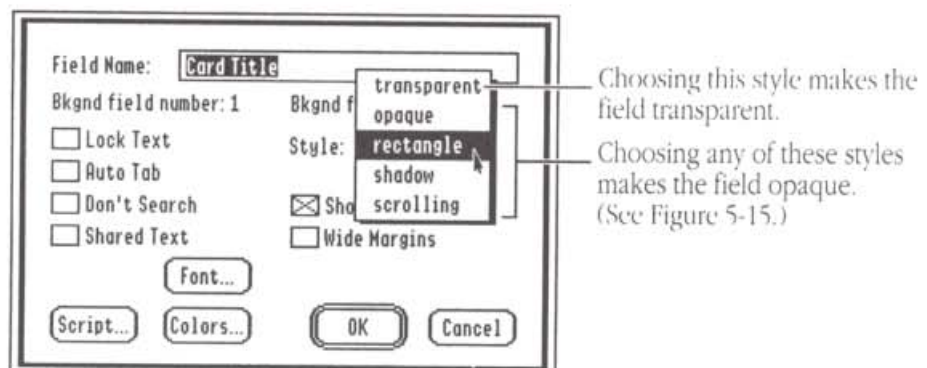 Field Name: Card Title
Bkgnd field number: 1 Bkgnd f
Lock Text
Auto Tab
Don't Search
Shared Text
Style:
transparent
opaque
rectangle
shadow
scrolling
Sho
Wide Margins
Font...
Script... Colors... OK Cancel
Choosing this style makes the
field transparent.
Choosing any of these styles
makes the field opaque.
(See Figure 5-15.)